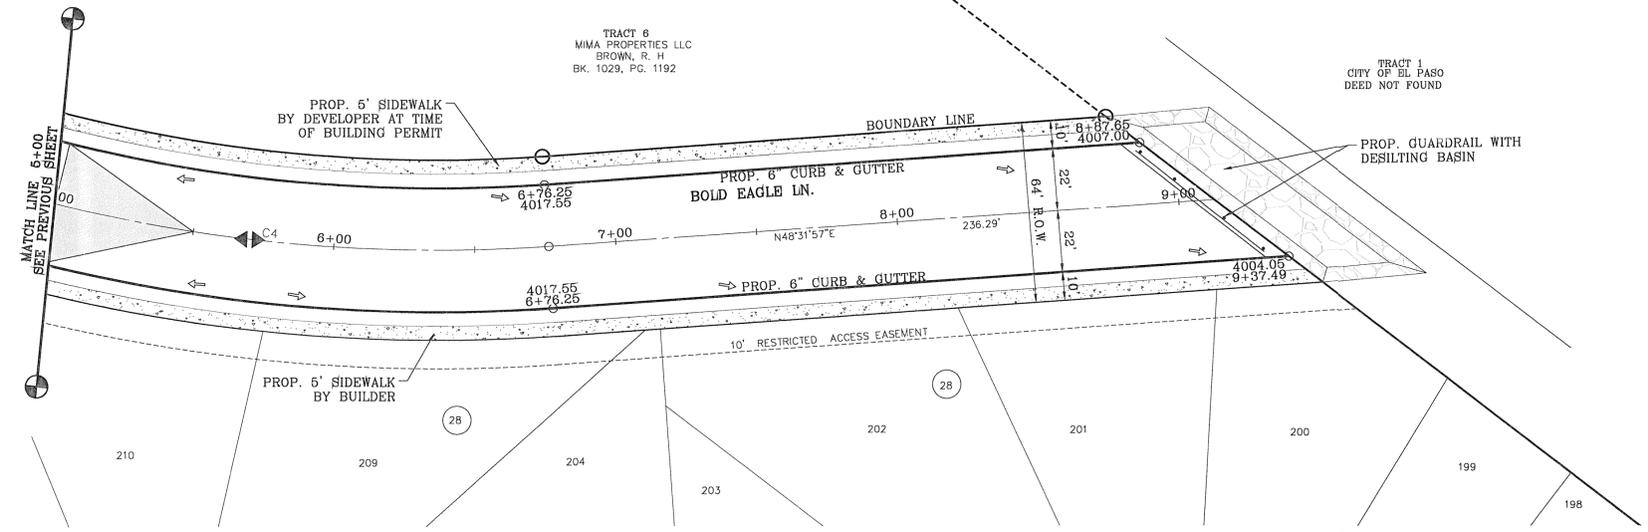 TRACT 6
MIMA PROPERTIES LLC
BROWN, R. H
BK. 1029, PG. 1192
TRACT 1
CITY OF EL PASO
DEED NOT FOUND
PROP. 5' SIDEWALK
BY DEVELOPER AT TIME
OF BUILDING PERMIT
BOUNDARY LINE
8+87.65
4007.00
10'
PROP. GUARDRAIL WITH
DESILTING BASIN
MATCH LINE 5+00
SEE PREVIOUS SHEET
00
PROP. 6" CURB & GUTTER
BOLD EAGLE LN.
6+76.25
4017.55
22'
64' R.O.W.
9+00
8+00
236.29'
N48°31'57"E
7+00
6+00
C4
22'
4004.05
9+37.49
10'
4017.55
6+76.25
PROP. 6" CURB & GUTTER
10' RESTRICTED ACCESS EASEMENT
PROP. 5' SIDEWALK
BY BUILDER
28
28
210
209
204
203
202
201
200
199
198